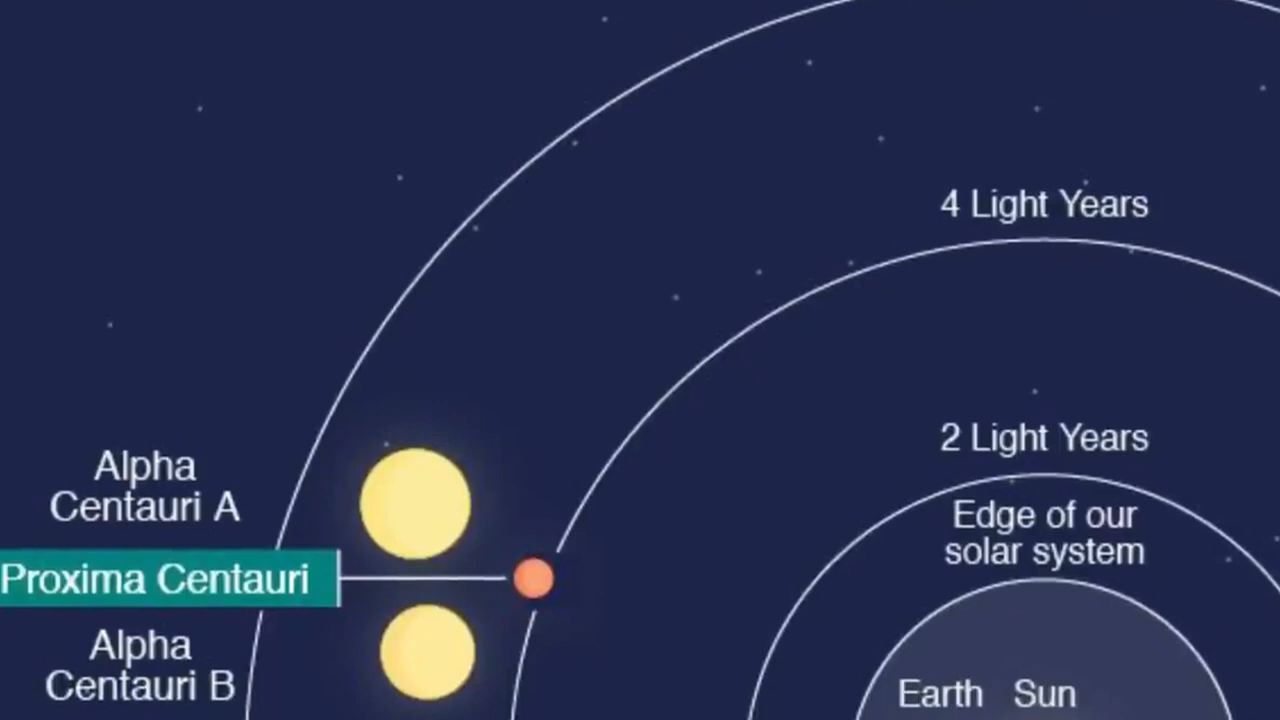 4 Light Years
2 Light Years
Alpha
Centauri A
Edge of our
solar system
Proxima Centauri
Alpha
Centauri B
Earth Sun